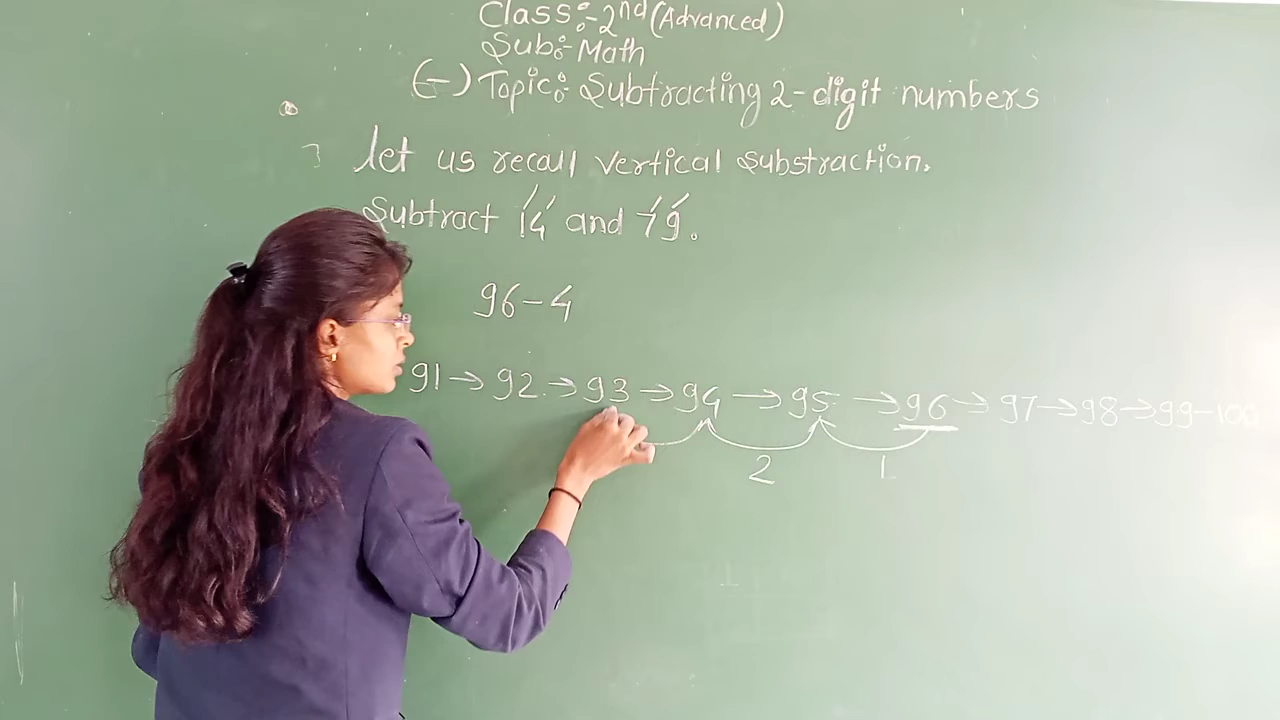 Class:-2nd (Advanced)
Sub:-Math
(-) Topic:- Subtracting 2-digit numbers
let us recall vertical substraction.
Subtract 14 and 79.
96-4
91→92→93→94→95→96→97→98→99-100
2 1